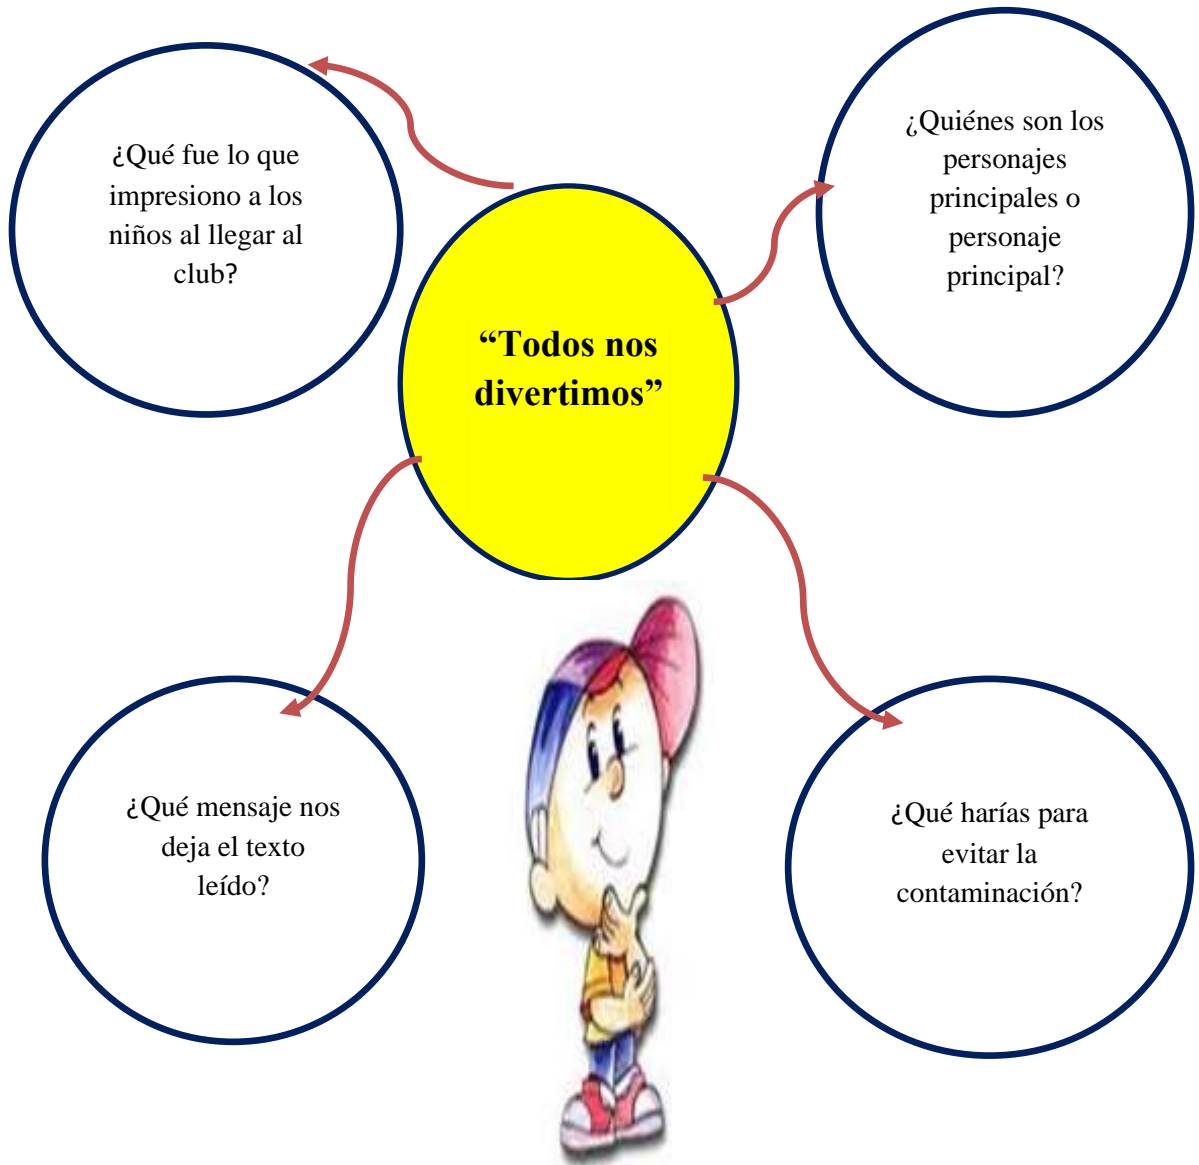 ¿Qué fue lo que
impresiono a los
niños al llegar al
club?
¿Quiénes son los
personajes
principales o
personaje
principal?
“Todos nos
divertimos”
¿Qué mensaje nos
deja el texto
leído?
¿Qué harías para
evitar la
contaminación?